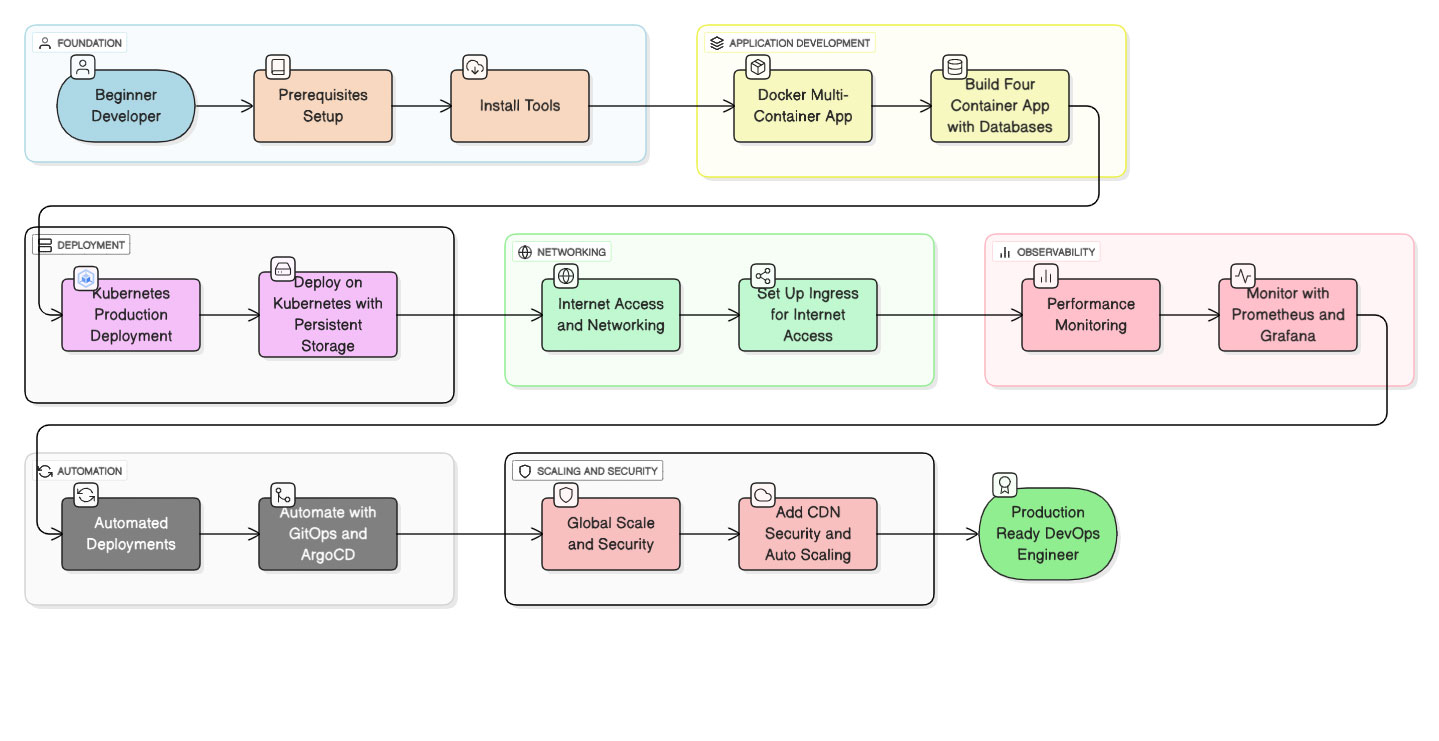 FOUNDATION
Beginner
Developer
Prerequisites
Setup
Install Tools
APPLICATION DEVELOPMENT
Docker Multi-
Container App
Build Four
Container App
with Databases
DEPLOYMENT
Kubernetes
Production
Deployment
Deploy on
Kubernetes with
Persistent
Storage
NETWORKING
Internet Access
and Networking
Set Up Ingress
for Internet
Access
OBSERVABILITY
Performance
Monitoring
Monitor with
Prometheus and
Grafana
AUTOMATION
Automated
Deployments
Automate with
GitOps and
ArgoCD
SCALING AND SECURITY
Global Scale
and Security
Add CDN
Security and
Auto Scaling
Production
Ready DevOps
Engineer